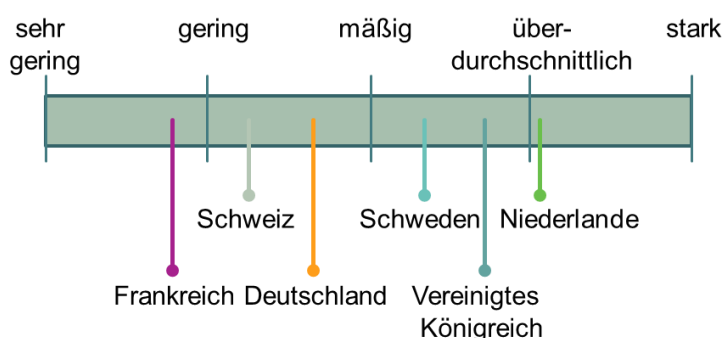 sehr
gering
gering
mäßig
über-
durchschnittlich
stark
Schweiz
Schweden
Niederlande
Frankreich
Deutschland
Vereinigtes
Königreich